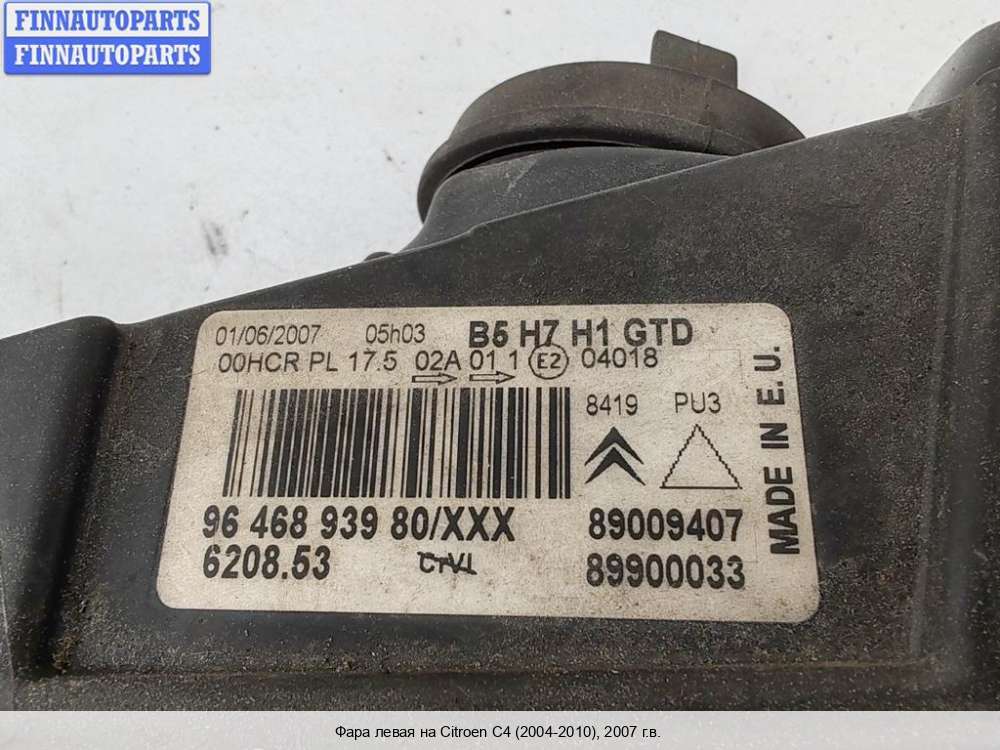 FINNAUTOPARTS
FINNAUTOPARTS
01/06/2007 05h03 B5 H7 H1 GTD
00HCR PL 17.5 02A 01 1 E2 04018
8419 PU3
96 468 939 80/XXX 89009407
6208.53 89900033
MADE IN E.U.
Фара левая на Citroen C4 (2004-2010), 2007 г.в.